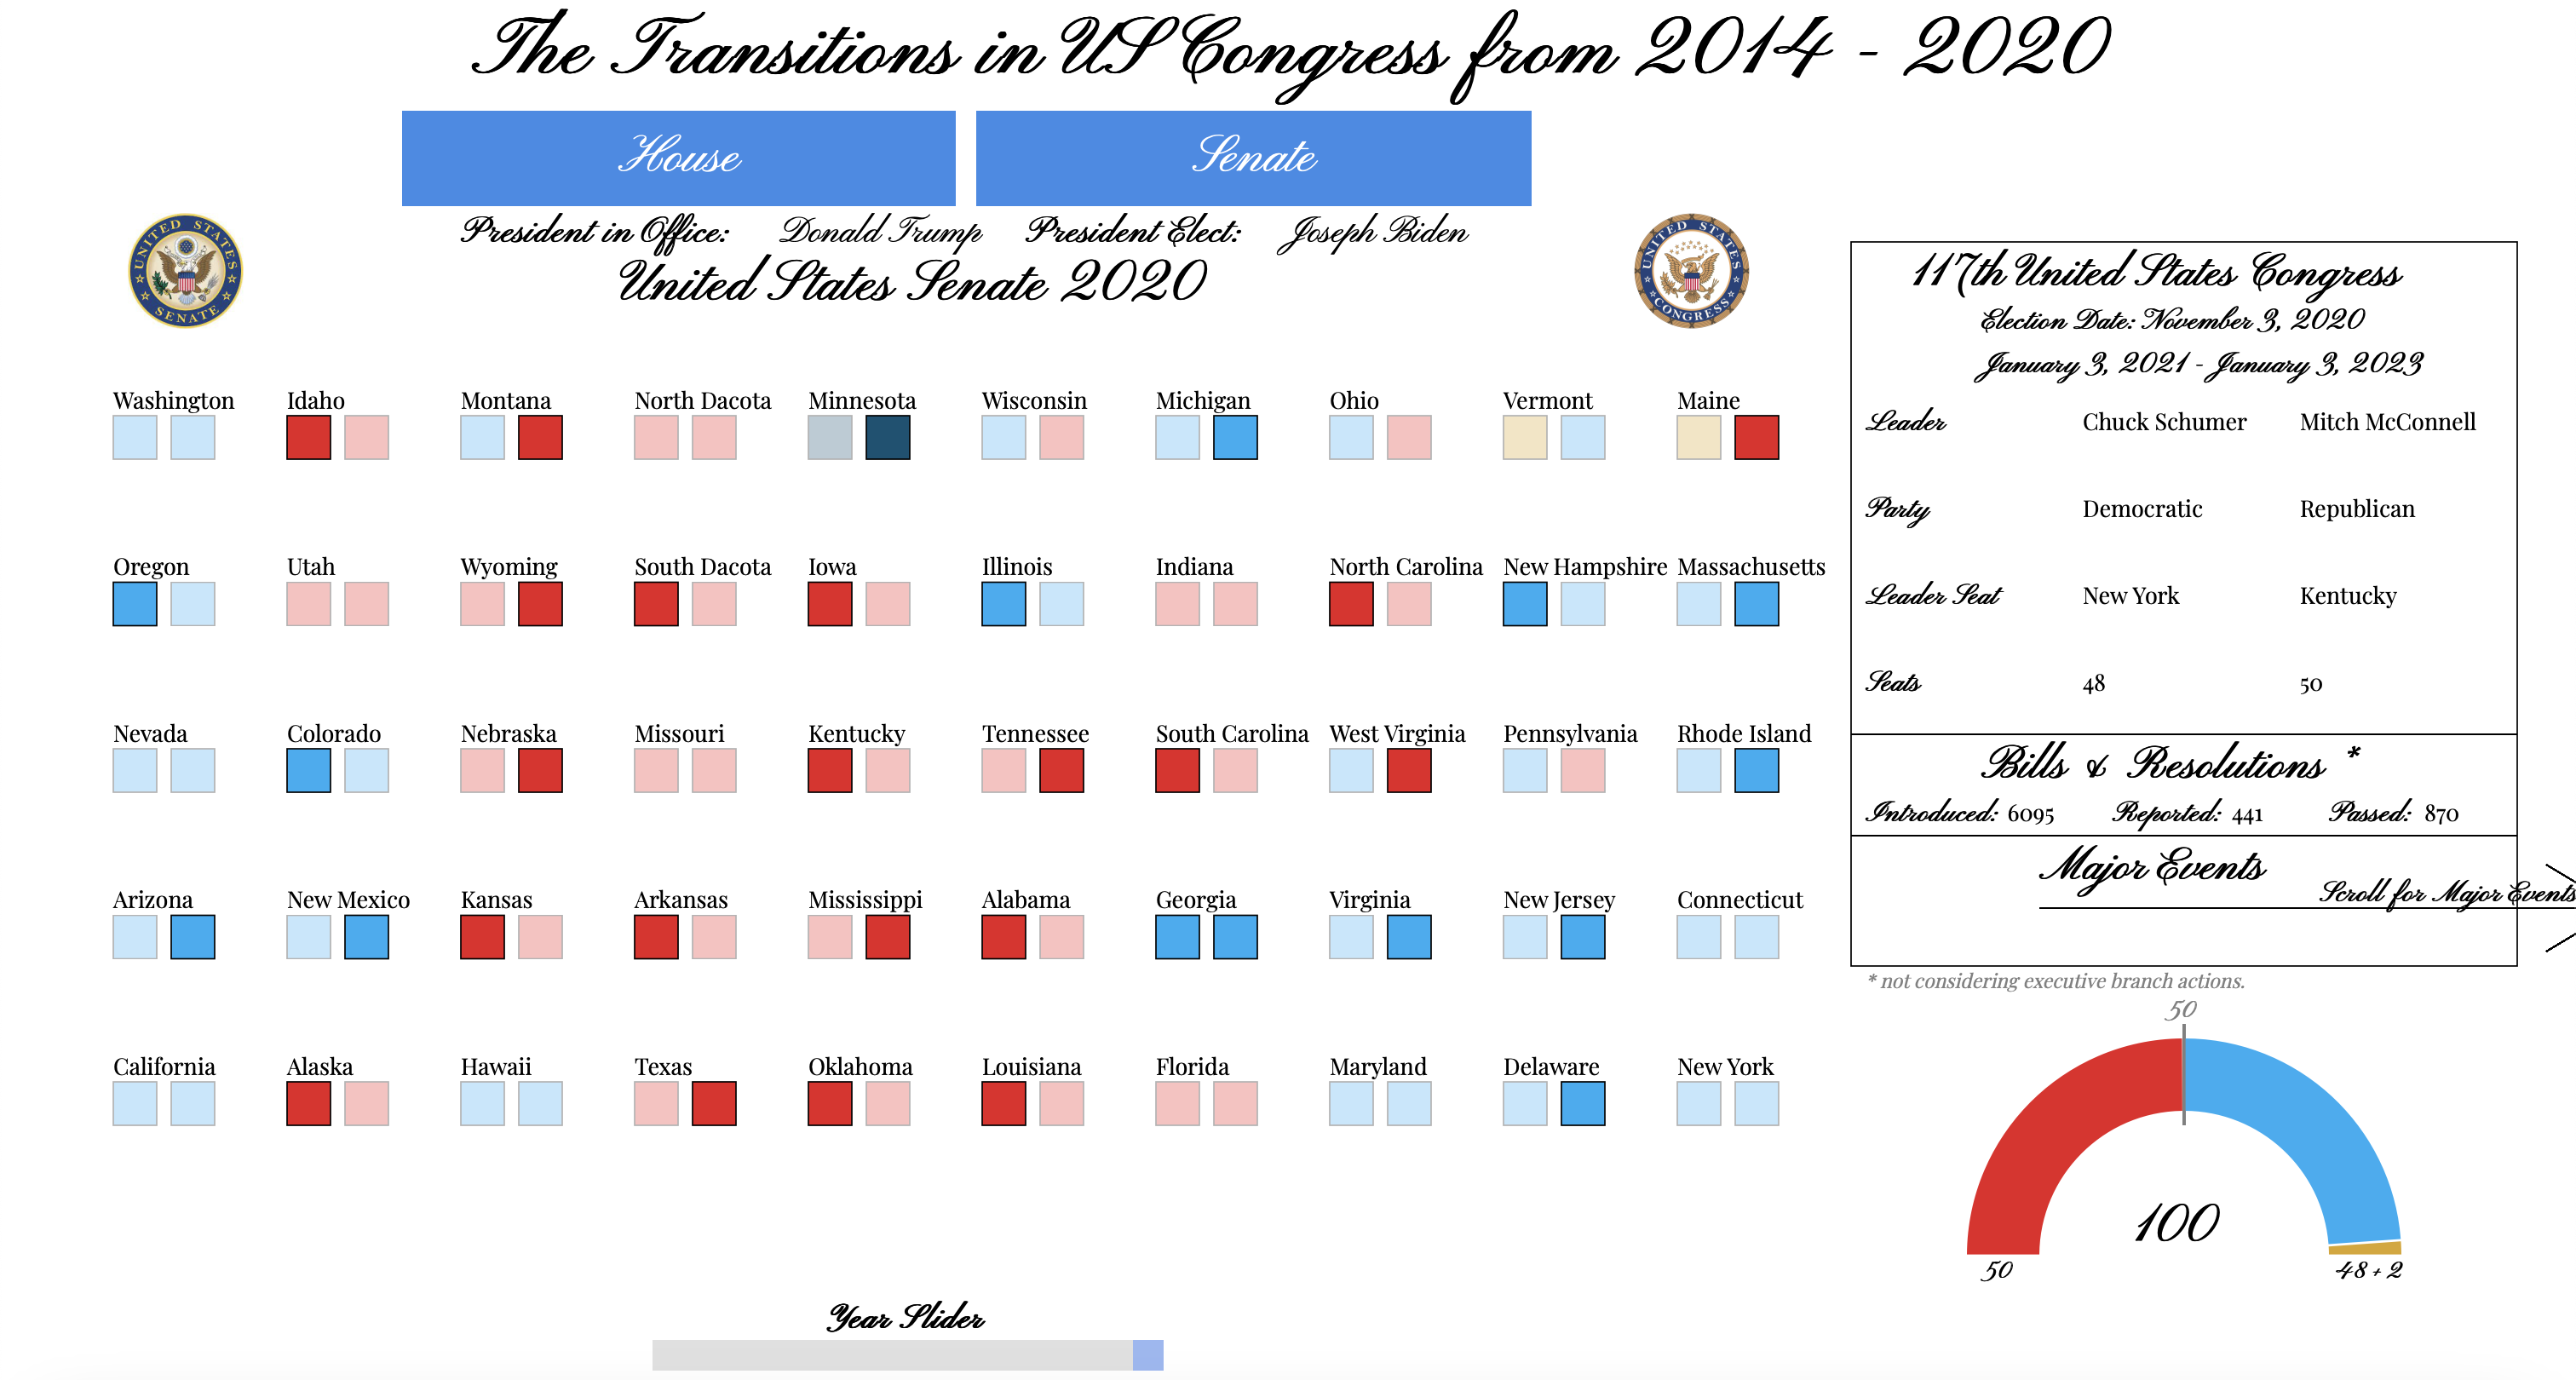 The Transitions in US Congress from 2014 - 2020
House Senate
President in Office: Donald Trump President Elect: Joseph Biden
United States Senate 2020
UNITED STATES SENATE
UNITED STATES CONGRESS
Washington Idaho Montana North Dacota Minnesota Wisconsin Michigan Ohio Vermont Maine
Oregon Utah Wyoming South Dacota Iowa Illinois Indiana North Carolina New Hampshire Massachusetts
Nevada Colorado Nebraska Missouri Kentucky Tennessee South Carolina West Virginia Pennsylvania Rhode Island
Arizona New Mexico Kansas Arkansas Mississippi Alabama Georgia Virginia New Jersey Connecticut
California Alaska Hawaii Texas Oklahoma Louisiana Florida Maryland Delaware New York
Year Slider
117th United States Congress
Election Date: November 3, 2020
January 3, 2021 - January 3, 2023
Leader Chuck Schumer Mitch McConnell
Party Democratic Republican
Leader Seat New York Kentucky
Seats 48 50
Bills & Resolutions *
Introduced: 6095 Reported: 441 Passed: 870
Major Events
Scroll for Major Events
* not considering executive branch actions.
50
100
50 48 + 2